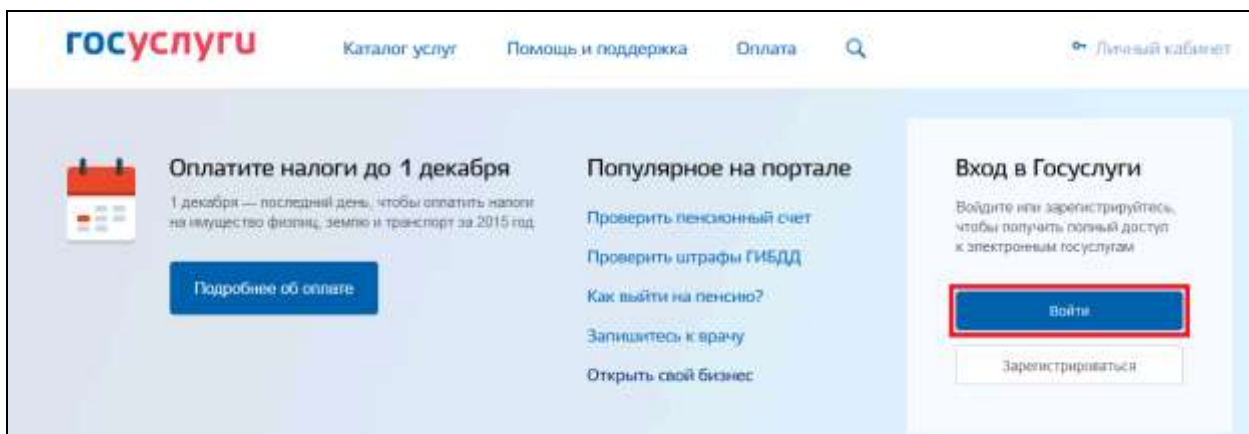 госуслуги
Каталог услуг
Помощь и поддержка
Оплата
Личный кабинет
Оплатите налоги до 1 декабря
1 декабря — последний день, чтобы оплатить налоги
на имущество физлиц, землю и транспорт за 2015 год
Подробнее об оплате
Популярное на портале
Проверить пенсионный счет
Проверить штрафы ГИБДД
Как выйти на пенсию?
Запишитесь к врачу
Открыть свой бизнес
Вход в Госуслуги
Войдите или зарегистрируйтесь,
чтобы получить полный доступ
к электронным госуслугам
Войти
Зарегистрироваться